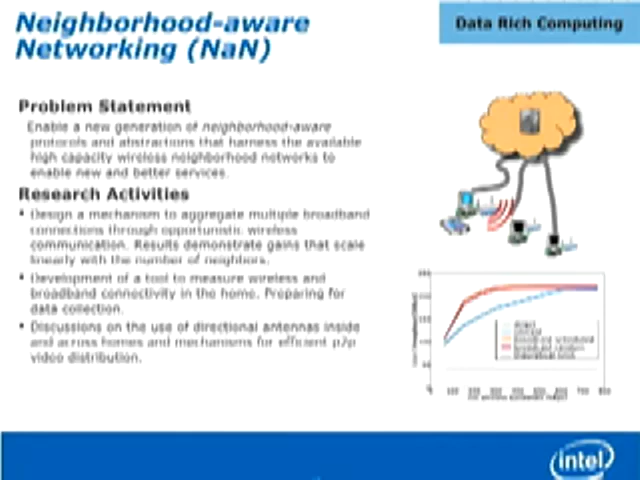 Neighborhood-aware
Networking (NaN)
Data Rich Computing
Problem Statement
Enable a new generation of neighborhood-aware
protocols and abstractions that harness the available
high capacity wireless neighborhood networks to
enable new and better services.
Research Activities
• Design a mechanism to aggregate multiple broadband
connections through opportunistic wireless
communication. Results demonstrate gains that scale
linearly with the number of neighbors.
• Development of a tool to measure wireless and
broadband connectivity in the home. Preparing for
data collection.
• Discussions on the use of directional antennas inside
and across homes and mechanisms for efficient p2p
video distribution.
intel